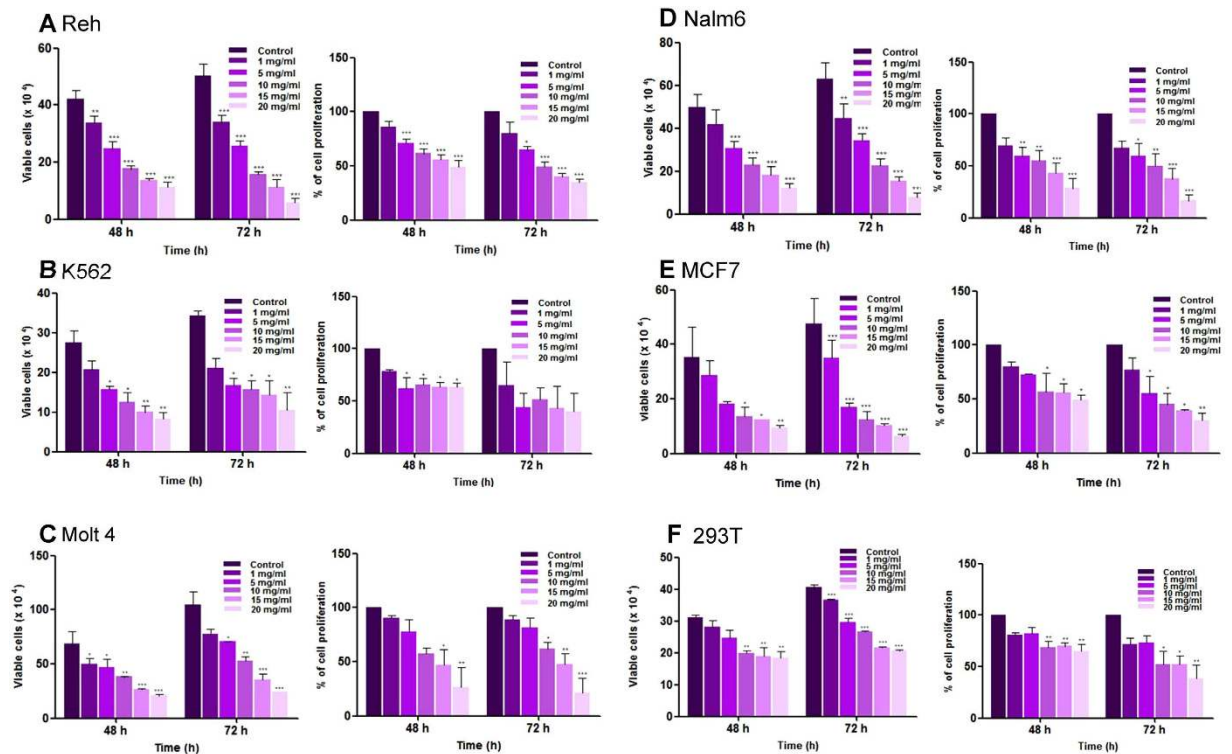 A Reh
Viable cells (x 10⁻⁴)
60
40
20
0
48 h
72 h
Time (h)
Control
1 mg/ml
5 mg/ml
10 mg/ml
15 mg/ml
20 mg/ml
** *** *** *** ***
*** *** *** *** ***
% of cell proliferation
150
100
50
0
48 h
72 h
Time (h)
Control
1 mg/ml
5 mg/ml
10 mg/ml
15 mg/ml
20 mg/ml
*** *** *** ***
* *** *** ***
B K562
Viable cells (x 10⁻⁴)
40
30
20
10
0
48 h
72 h
Time (h)
Control
1 mg/ml
5 mg/ml
10 mg/ml
15 mg/ml
20 mg/ml
* * ** **
* * * **
% of cell proliferation
150
100
50
0
48 h
72 h
Time (h)
Control
1 mg/ml
5 mg/ml
10 mg/ml
15 mg/ml
20 mg/ml
* * * *
C Molt 4
Viable cells (x 10⁻⁴)
150
100
50
0
48 h
72 h
Time (h)
Control
1 mg/ml
5 mg/ml
10 mg/ml
15 mg/ml
20 mg/ml
* * ** *** ***
* ** *** ***
% of cell proliferation
150
100
50
0
48 h
72 h
Time (h)
Control
1 mg/ml
5 mg/ml
10 mg/ml
15 mg/ml
20 mg/ml
* **
* ** ***
D Nalm6
Viable cells (x 10⁻⁴)
80
60
40
20
0
48 h
72 h
Time (h)
Control
1 mg/ml
5 mg/ml
10 mg/ml
15 mg/ml
20 mg/ml
*** *** *** ***
** *** *** *** ***
% of cell proliferation
150
100
50
0
48 h
72 h
Time (h)
Control
1 mg/ml
5 mg/ml
10 mg/ml
15 mg/ml
20 mg/ml
** ** *** ***
* ** *** ***
E MCF7
Viable cells (x 10⁻⁴)
60
40
20
0
48 h
72 h
Time (h)
Control
1 mg/ml
5 mg/ml
10 mg/ml
15 mg/ml
20 mg/ml
* * **
*** *** *** *** ***
% of cell proliferation
150
100
50
0
48 h
72 h
Time (h)
Control
1 mg/ml
5 mg/ml
10 mg/ml
15 mg/ml
20 mg/ml
* * **
* * * **
F 293T
Viable cells (x 10⁻⁴)
50
40
30
20
10
0
48 h
72 h
Time (h)
Control
1 mg/ml
5 mg/ml
10 mg/ml
15 mg/ml
20 mg/ml
** ** **
*** *** *** *** ***
% of cell proliferation
150
100
50
0
48 h
72 h
Time (h)
Control
1 mg/ml
5 mg/ml
10 mg/ml
15 mg/ml
20 mg/ml
** ** **
* * **